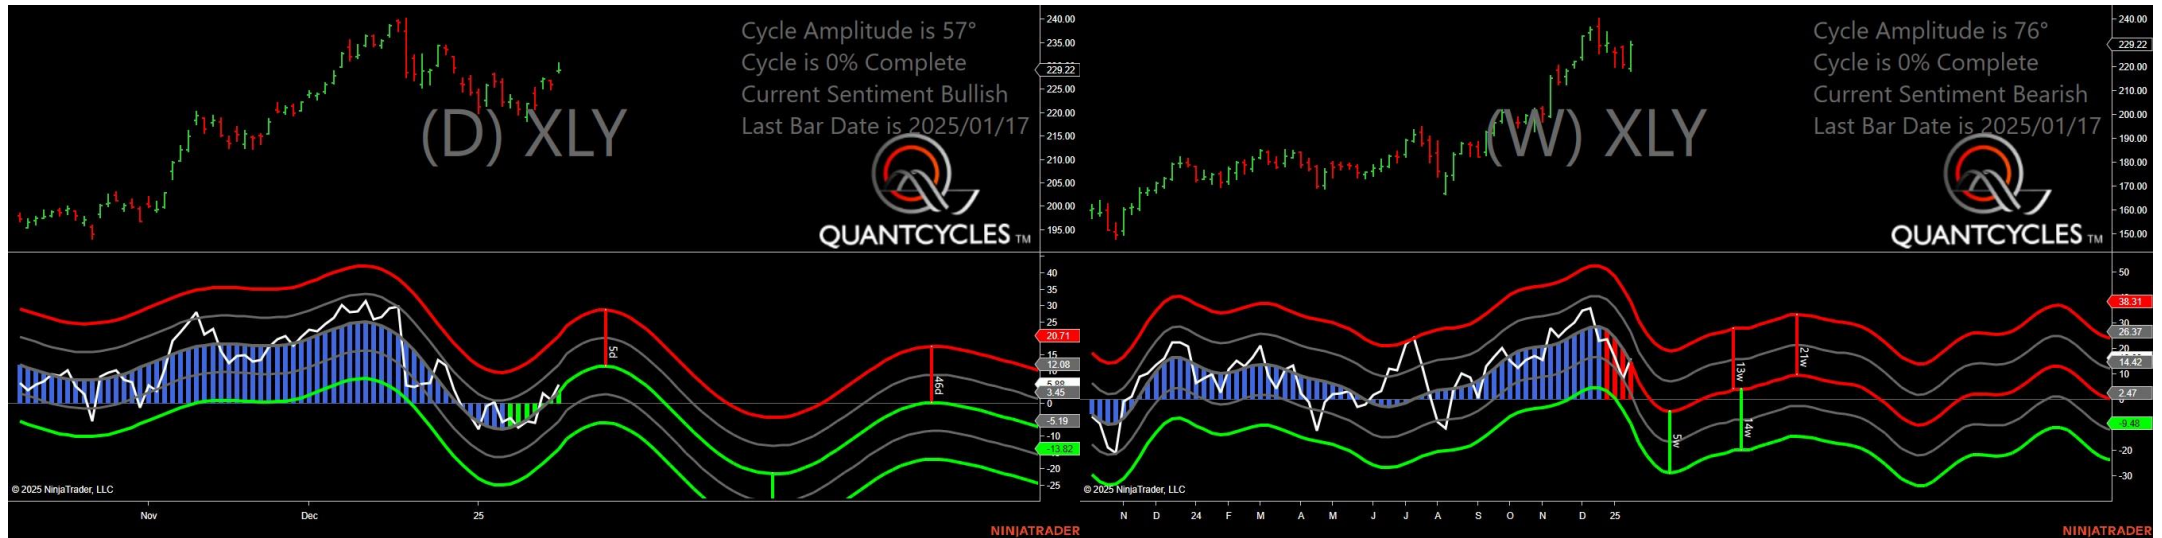 Cycle Amplitude is 57°
Cycle is 0% Complete
Current Sentiment Bullish
Last Bar Date is 2025/01/17
(D) XLY
QUANTCYCLES TM
240.00
235.00
229.22
225.00
220.00
215.00
210.00
205.00
200.00
195.00
5d
46d
40
35
30
25
20.71
15
12.08
3.45
0
-5.19
-10
-13.82
-20
-25
© 2025 NinjaTrader, LLC
Nov
Dec
25
NINJATRADER
Cycle Amplitude is 76°
Cycle is 0% Complete
Current Sentiment Bearish
Last Bar Date is 2025/01/17
(W) XLY
QUANTCYCLES TM
240.00
229.22
220.00
210.00
200.00
190.00
180.00
170.00
160.00
150.00
5w
13w
14w
21w
50
38.31
26.37
20
14.42
10
2.47
-9.48
-20
-30
© 2025 NinjaTrader, LLC
N D 24 F M A M J J A S O N D 25
NINJATRADER